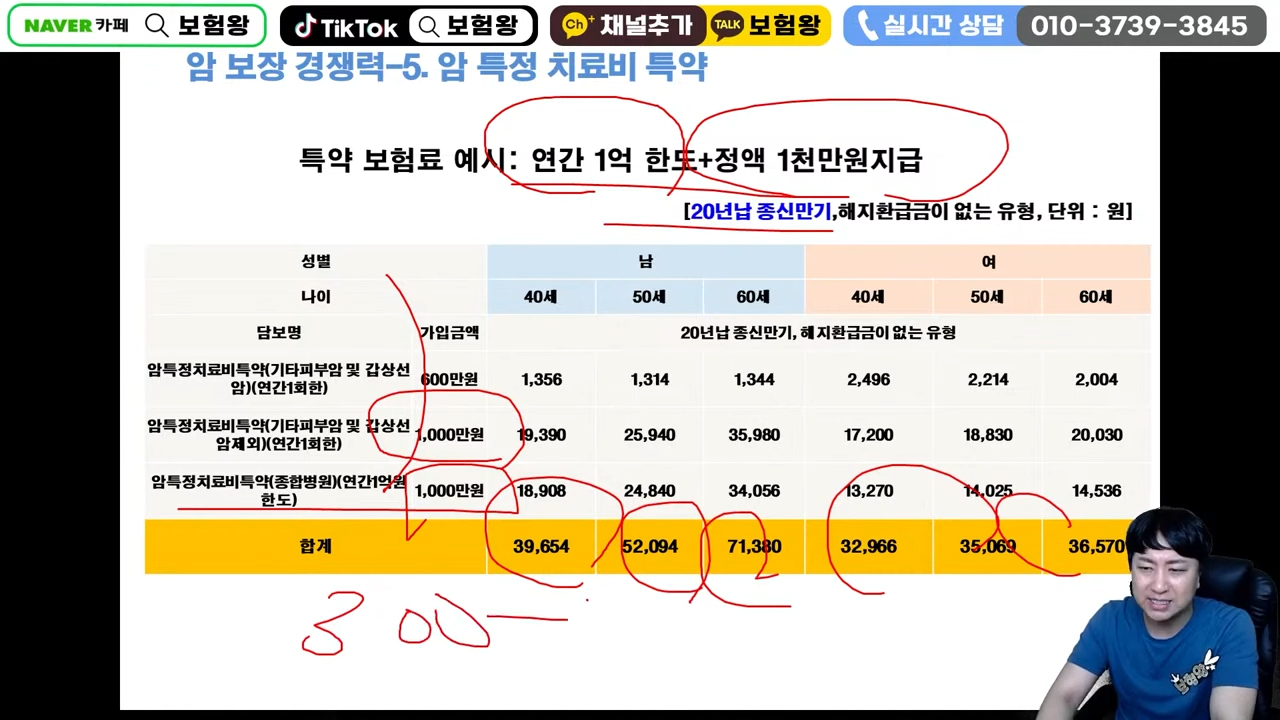 NAVER 카페 보험왕 TikTok 보험왕 Ch+ 채널추가 TALK 보험왕 실시간 상담 010-3739-3845
암 보장 경쟁력-5. 암 특정 치료비 특약
특약 보험료 예시: 연간 1억 한도+정액 1천만원지급
[20년납 종신만기,해지환급금이 없는 유형, 단위 : 원]
성별 남 여
나이 40세 50세 60세 40세 50세 60세
담보명 가입금액 20년납 종신만기, 해지환급금이 없는 유형
암특정치료비특약(기타피부암 및 갑상선
암)(연간1회한) 600만원 1,356 1,314 1,344 2,496 2,214 2,004
암특정치료비특약(기타피부암 및 갑상선
암제외)(연간1회한) 1,000만원 19,390 25,940 35,980 17,200 18,830 20,030
암특정치료비특약(종합병원)(연간1억원
한도) 1,000만원 18,908 24,840 34,056 13,270 14,025 14,536
합계 39,654 52,094 71,380 32,966 35,069 36,570
300
보험왕